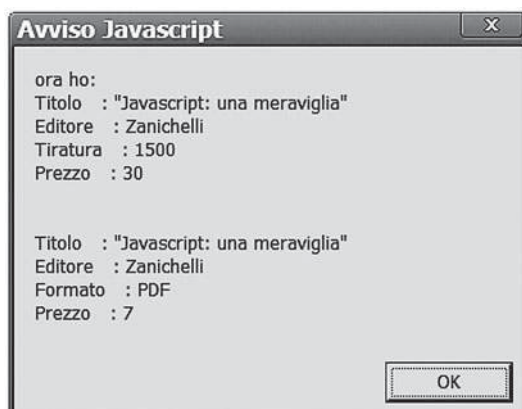 Avviso Javascript
X
ora ho:
Titolo : "Javascript: una meraviglia"
Editore : Zanichelli
Tiratura : 1500
Prezzo : 30
Titolo : "Javascript: una meraviglia"
Editore : Zanichelli
Formato : PDF
Prezzo : 7
OK